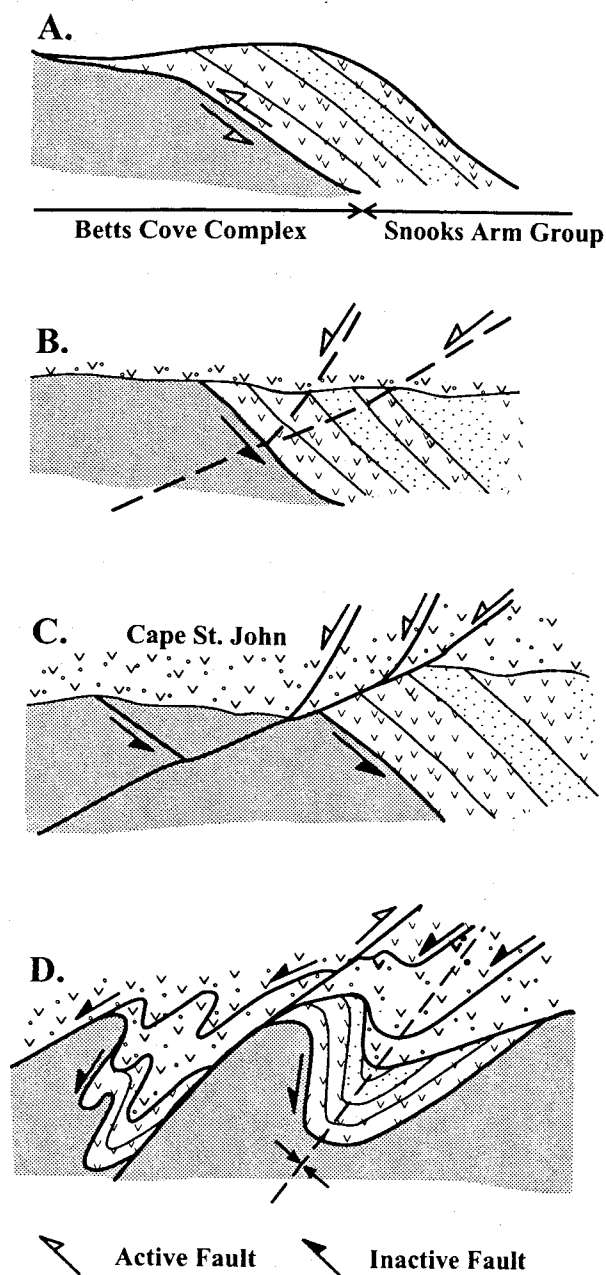 A.
Betts Cove Complex
Snooks Arm Group
B.
C.
Cape St. John
D.
Active Fault
Inactive Fault